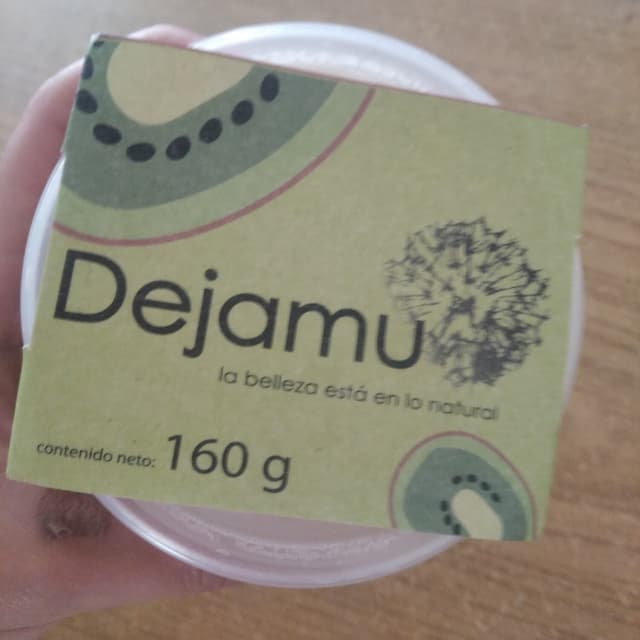 Dejamu
la belleza está en lo natural
contenido neto: 160 g